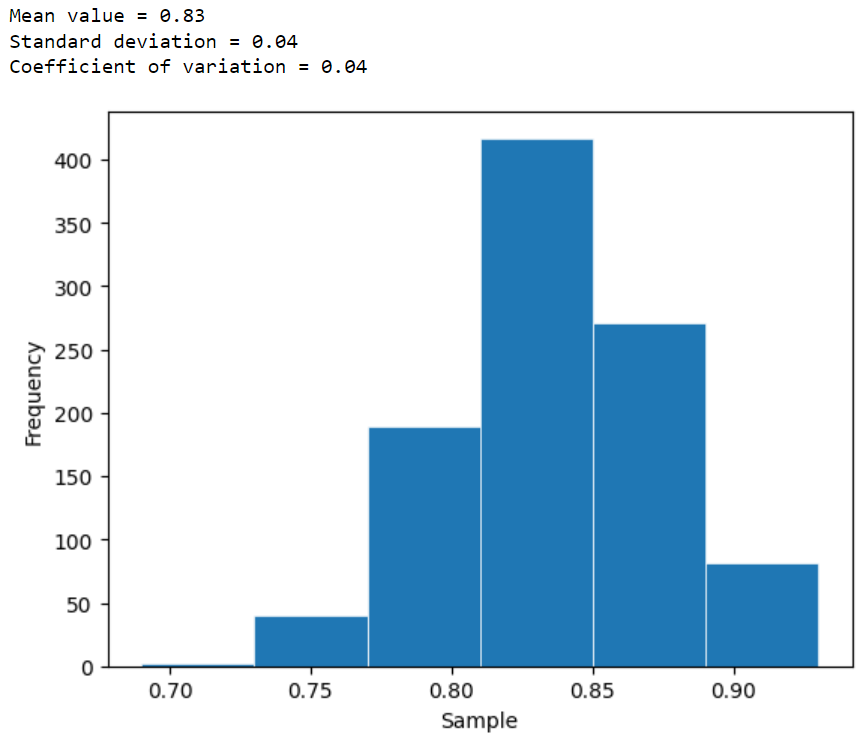 Mean value = 0.83
Standard deviation = 0.04
Coefficient of variation = 0.04
400
350
300
250
200
150
100
50
0
Frequency
0.70 0.75 0.80 0.85 0.90
Sample